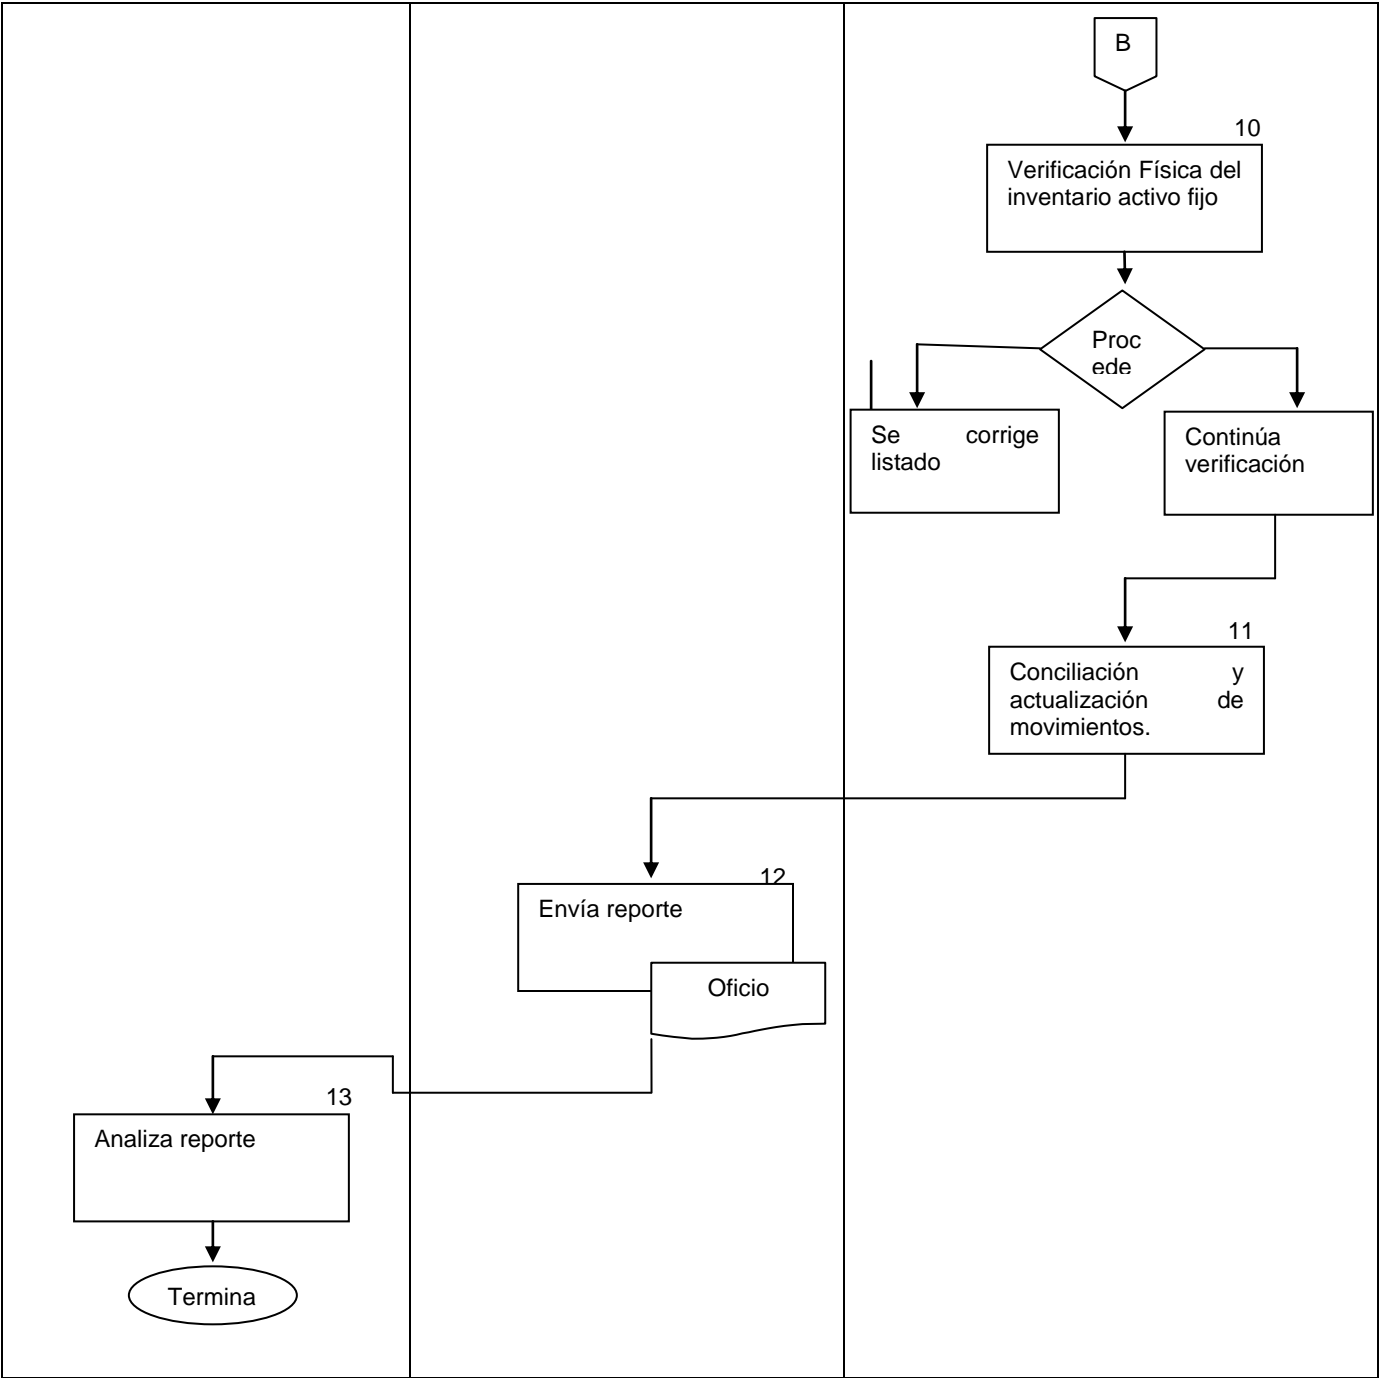 B
10
Verificación Física del
inventario activo fijo
Proc
ede
Se corrige
listado
Continúa
verificación
11
Conciliación y
actualización de
movimientos.
12
Envía reporte
Oficio
13
Analiza reporte
Termina